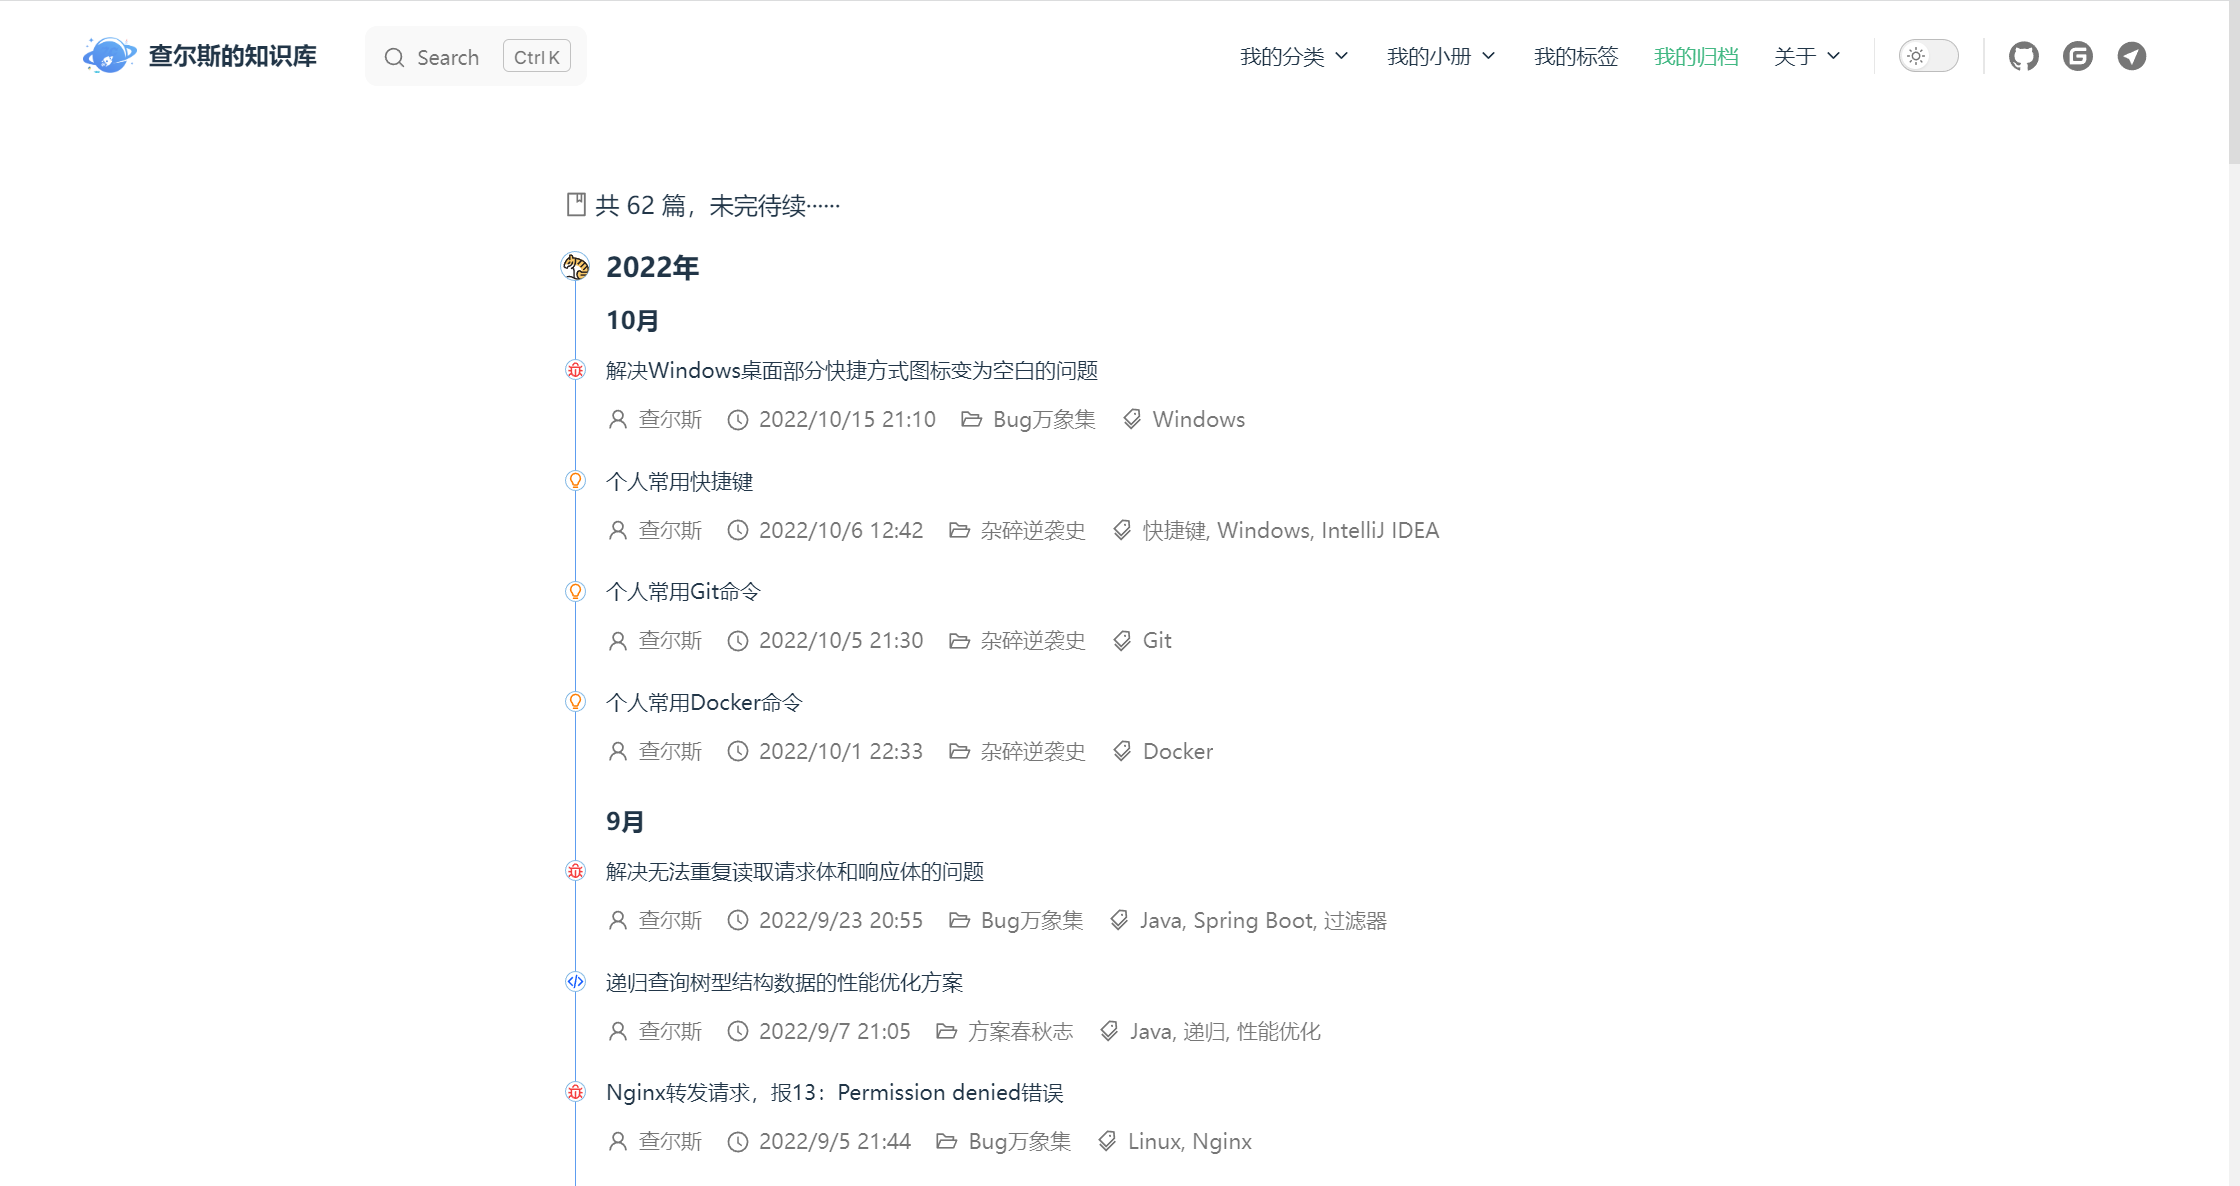 查尔斯的知识库 Search Ctrl K 我的分类 我的小册 我的标签 我的归档 关于
共 62 篇，未完待续······
2022年
10月
解决Windows桌面部分快捷方式图标变为空白的问题
查尔斯 2022/10/15 21:10 Bug万象集 Windows
个人常用快捷键
查尔斯 2022/10/6 12:42 杂碎逆袭史 快捷键, Windows, IntelliJ IDEA
个人常用Git命令
查尔斯 2022/10/5 21:30 杂碎逆袭史 Git
个人常用Docker命令
查尔斯 2022/10/1 22:33 杂碎逆袭史 Docker
9月
解决无法重复读取请求体和响应体的问题
查尔斯 2022/9/23 20:55 Bug万象集 Java, Spring Boot, 过滤器
递归查询树型结构数据的性能优化方案
查尔斯 2022/9/7 21:05 方案春秋志 Java, 递归, 性能优化
Nginx转发请求，报13：Permission denied错误
查尔斯 2022/9/5 21:44 Bug万象集 Linux, Nginx